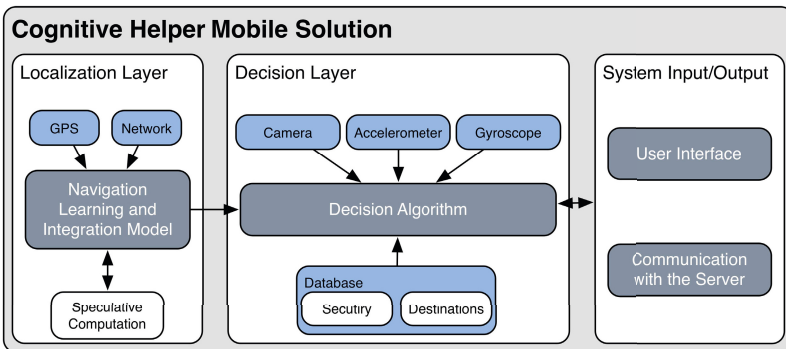 Cognitive Helper Mobile Solution
Localization Layer
GPS
Network
Navigation
Learning and
Integration Model
Speculative
Computation
Decision Layer
Camera
Accelerometer
Gyroscope
Decision Algorithm
Database
Secutiry
Destinations
System Input/Output
User Interface
Communication
with the Server